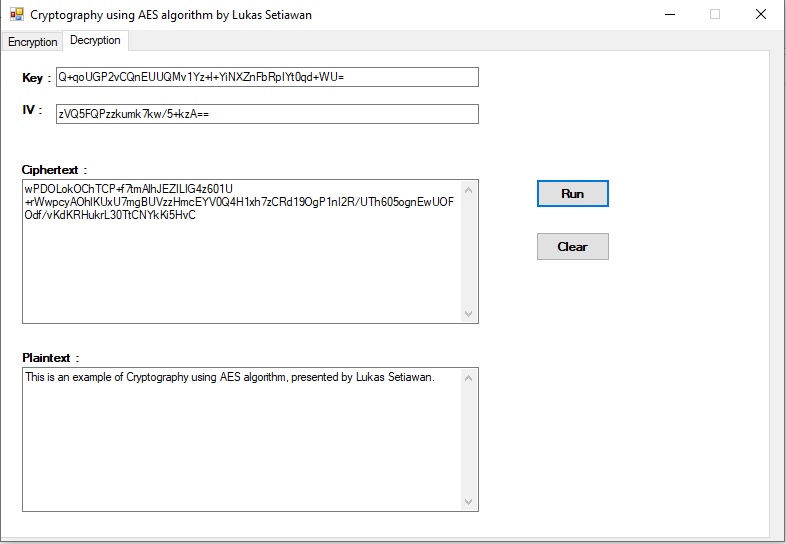 Cryptography using AES algorithm by Lukas Setiawan
Encryption Decryption
Key : Q+qoUGP2vCQnEUUQMv1Yz+l+YiNXZnFbRpIYt0qd+WU=
IV : zVQ5FQPzzkumk7kw/5+kzA==
Ciphertext :
wPDOLokOChTCP+f7tmAlhJEZILIG4z601U
+rWwpcyAOhlKUxU7mgBUVzzHmcEYV0Q4H1xh7zCRd19OgP1nI2R/UTh605ognEwUOF
Odf/vKdKRHukrL30TtCNYkKi5HvC
Run
Clear
Plaintext :
This is an example of Cryptography using AES algorithm, presented by Lukas Setiawan.